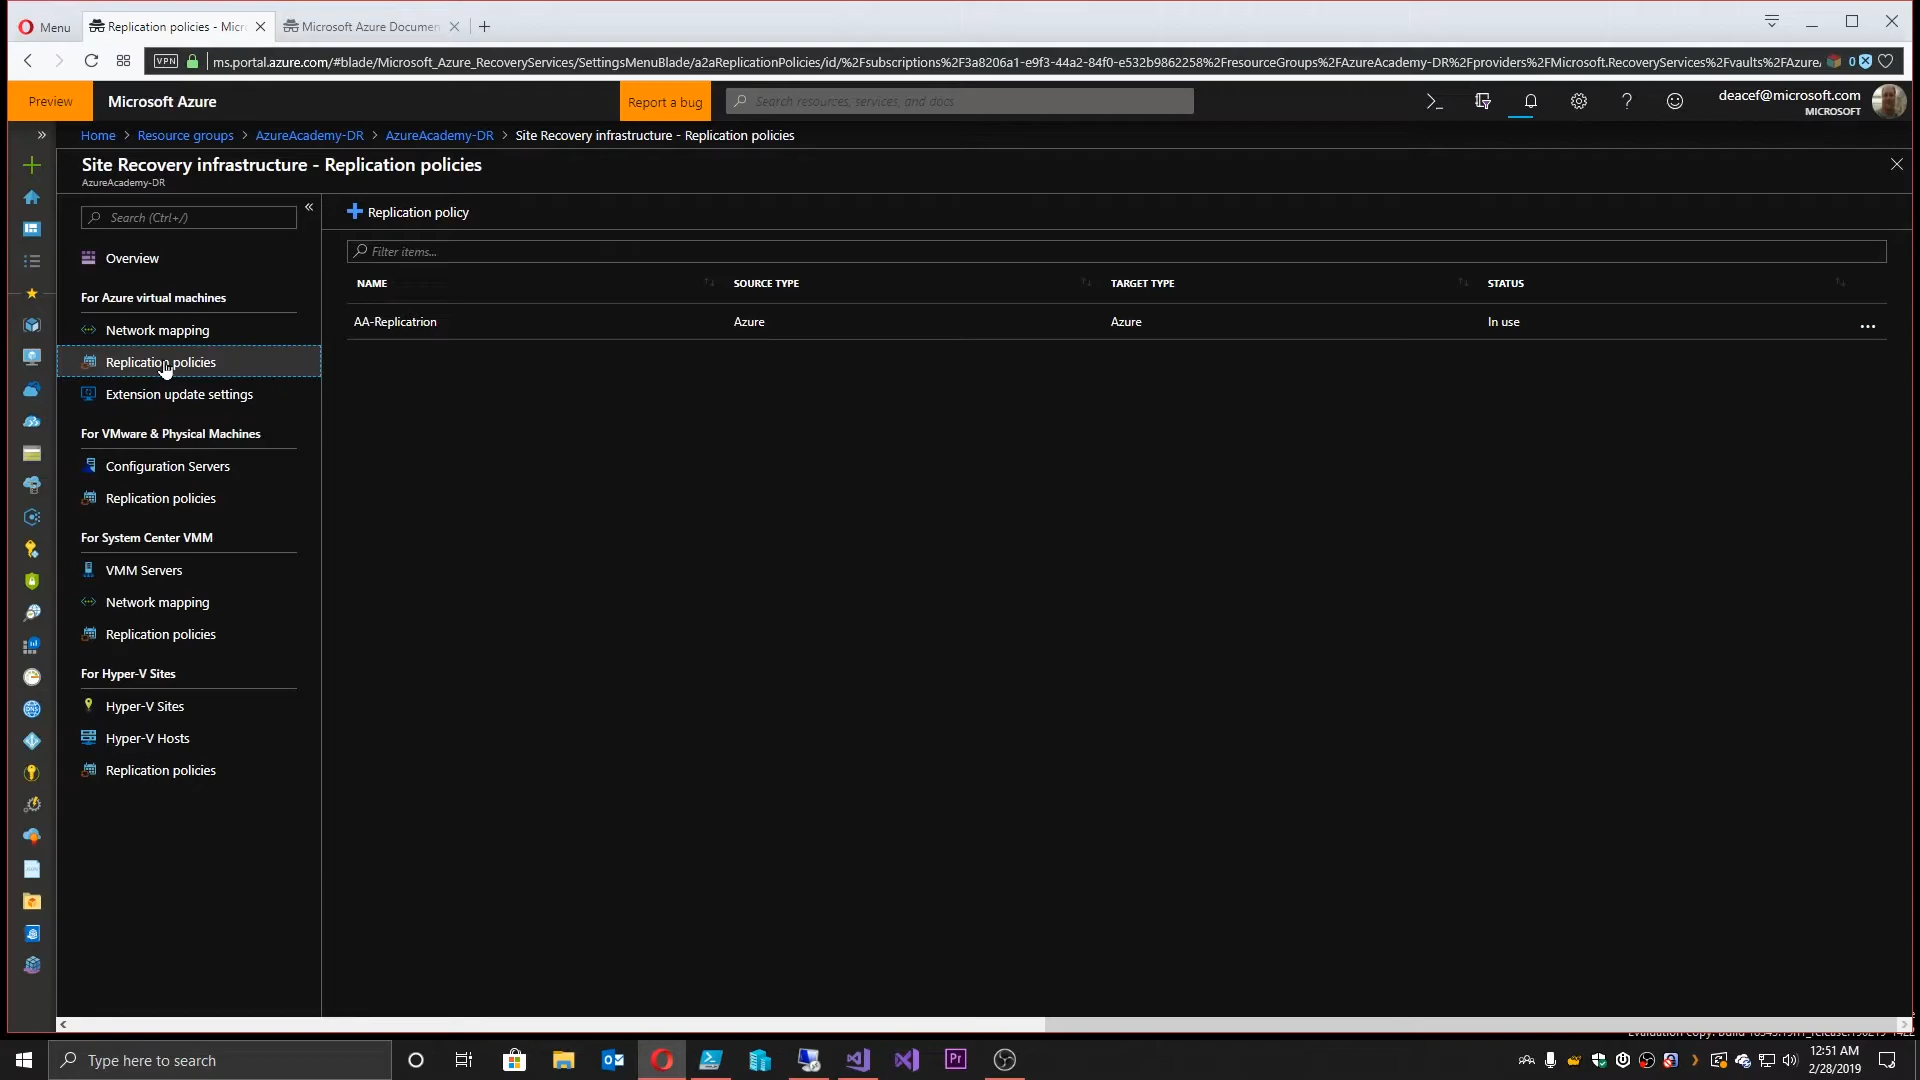 Menu
Replication policies - Micr
Microsoft Azure Documen
VPN
ms.portal.azure.com/#blade/Microsoft_Azure_RecoveryServices/SettingsMenuBlade/a2aReplicationPolicies/id/%2Fsubscriptions%2F3a8206a1-e9f3-44a2-84f0-e532b9862258%2FresourceGroups%2FAzureAcademy-DR%2Fproviders%2FMicrosoft.RecoveryServices%2Fvaults%2FAzure
0
Preview
Microsoft Azure
Report a bug
Search resources, services, and docs
deacef@microsoft.com
MICROSOFT
Home > Resource groups > AzureAcademy-DR > AzureAcademy-DR > Site Recovery infrastructure - Replication policies
Site Recovery infrastructure - Replication policies
AzureAcademy-DR
Search (Ctrl+/)
Overview
For Azure virtual machines
Network mapping
Replication policies
Extension update settings
For VMware & Physical Machines
Configuration Servers
Replication policies
For System Center VMM
VMM Servers
Network mapping
Replication policies
For Hyper-V Sites
Hyper-V Sites
Hyper-V Hosts
Replication policies
Replication policy
Filter items...
NAME SOURCE TYPE TARGET TYPE STATUS
AA-Replicatrion Azure Azure In use
Type here to search
12:51 AM
2/28/2019